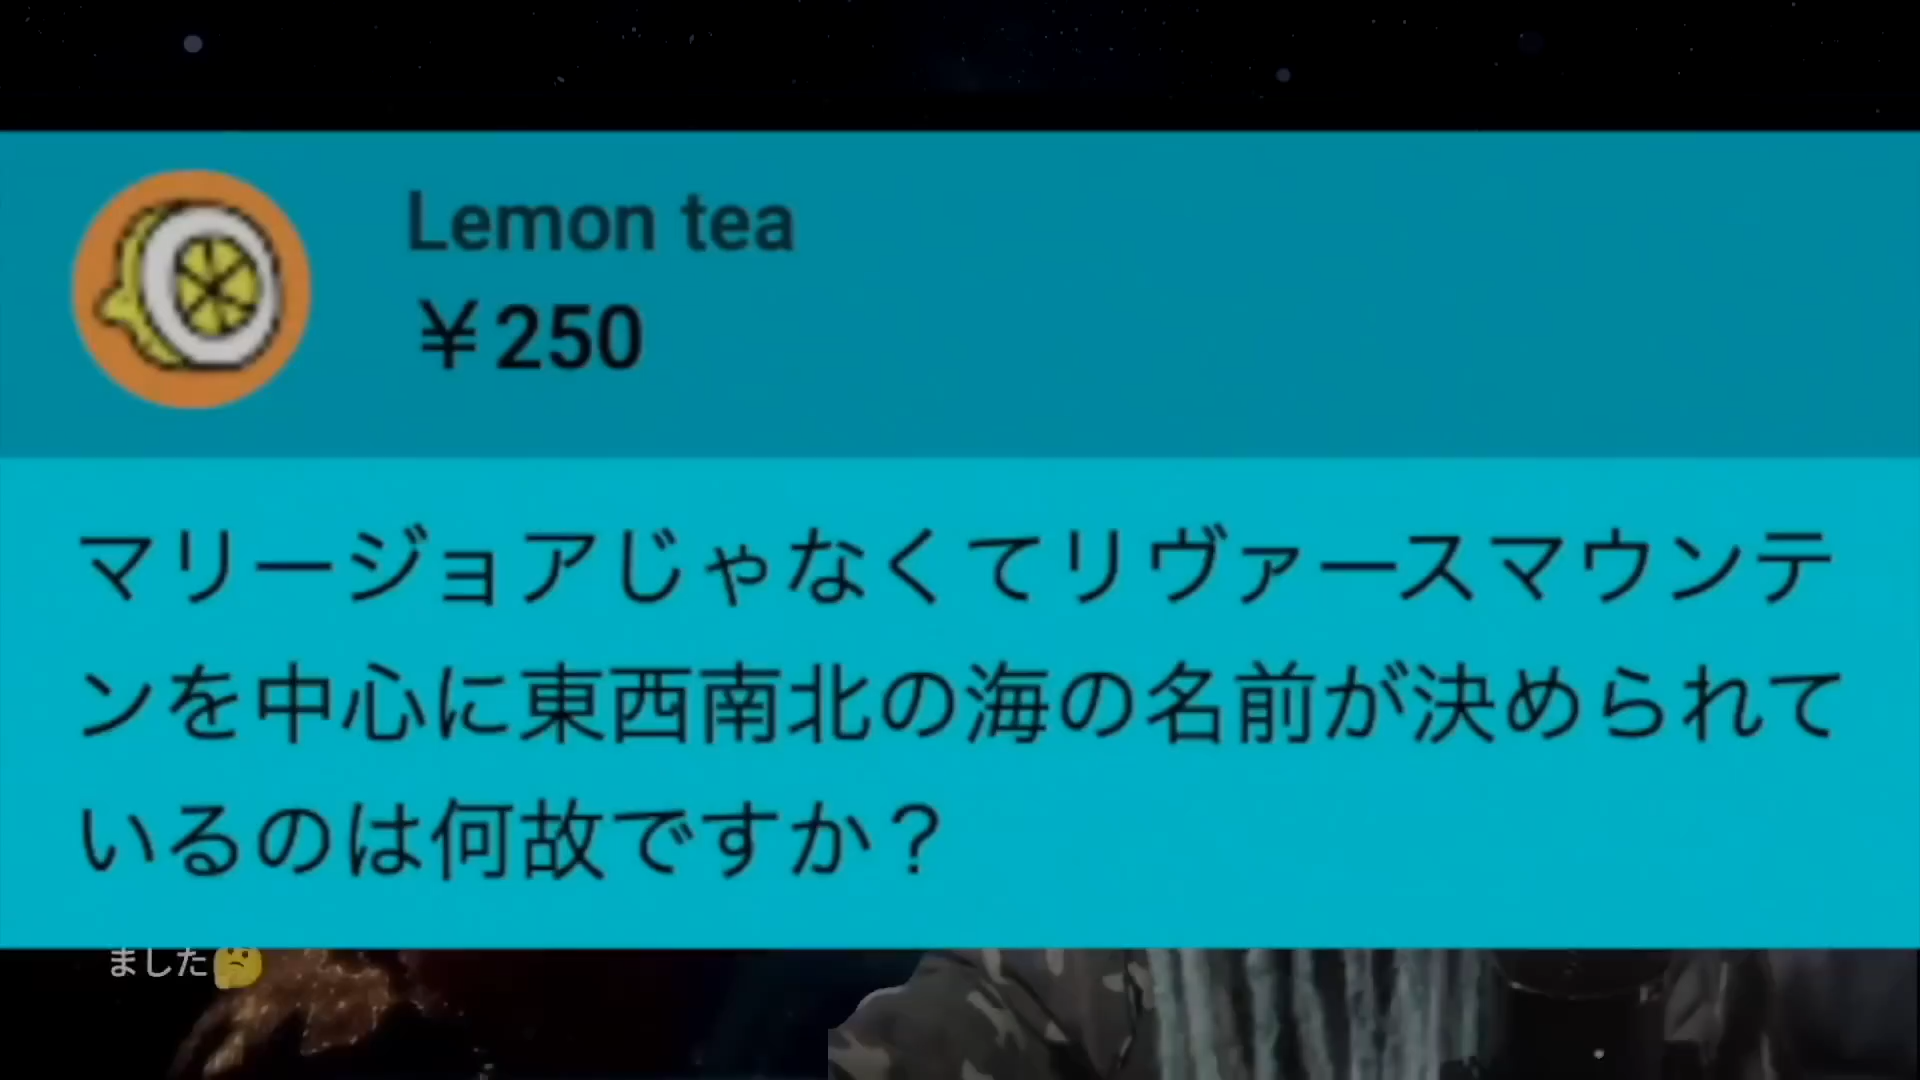 Lemon tea
￥250
マリージョアじゃなくてリヴァースマウンテ
ンを中心に東西南北の海の名前が決められて
いるのは何故ですか？
ました🤔